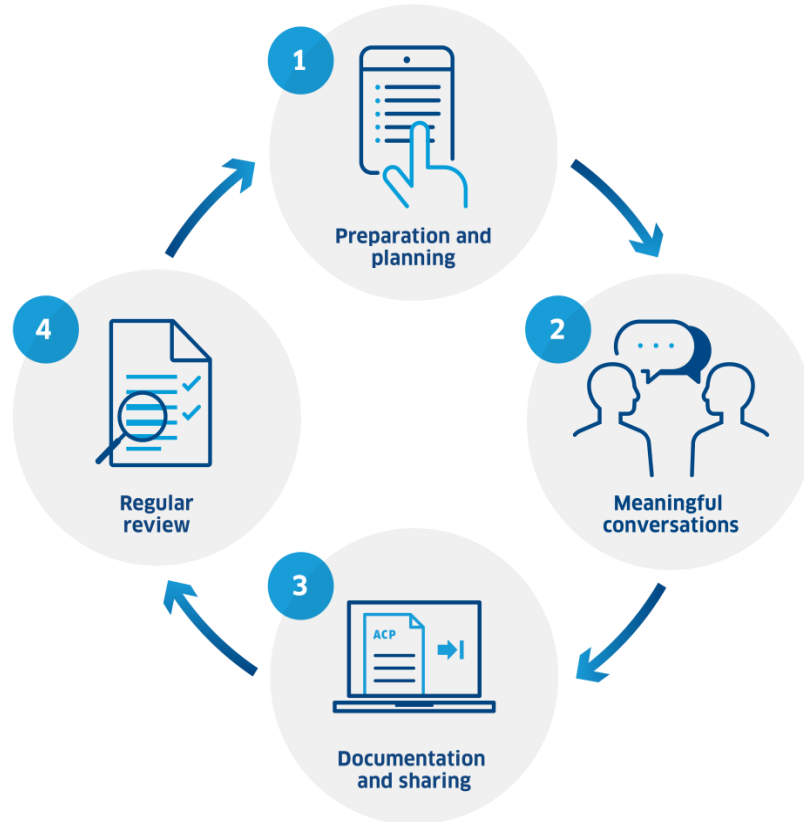 1
Preparation and
planning
2
Meaningful
conversations
3
ACP
Documentation
and sharing
4
Regular
review